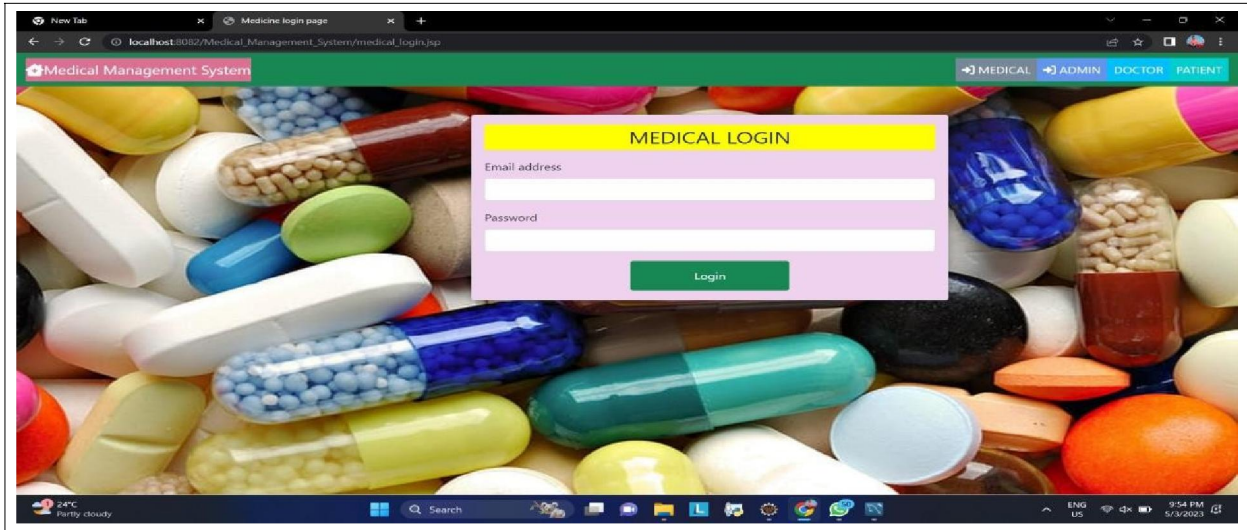 New Tab
Medicine login page
localhost:8082/Medical_Management_System/medical_login.jsp
Medical Management System
MEDICAL
ADMIN
DOCTOR
PATIENT
MEDICAL LOGIN
Email address
Password
Login
24°C
Partly cloudy
Search
ENG
US
9:54 PM
5/3/2023